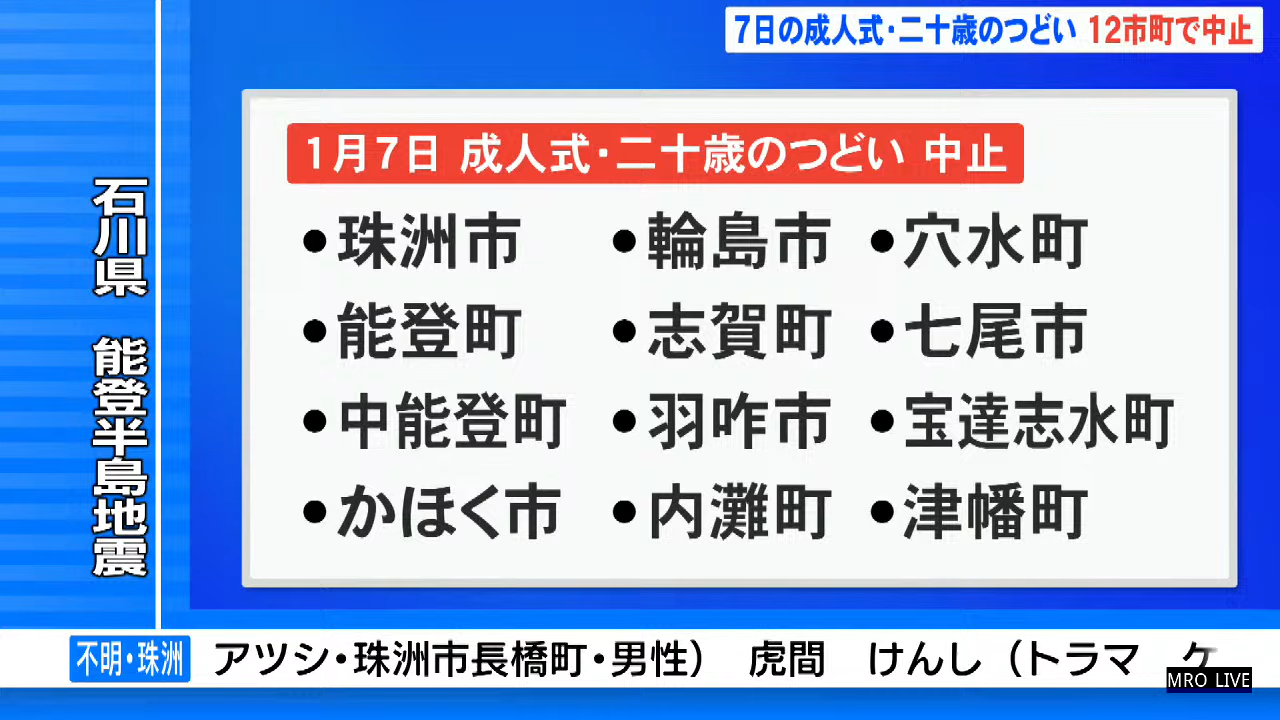 7日の成人式・二十歳のつどい 12市町で中止
1月7日 成人式・二十歳のつどい 中止
●珠洲市 ●輪島市 ●穴水町
●能登町 ●志賀町 ●七尾市
●中能登町 ●羽咋市 ●宝達志水町
●かほく市 ●内灘町 ●津幡町
石川県 能登半島地震
不明・珠洲 アツシ・珠洲市長橋町・男性) 虎間 けんし (トラマ ケ
MRO LIVE